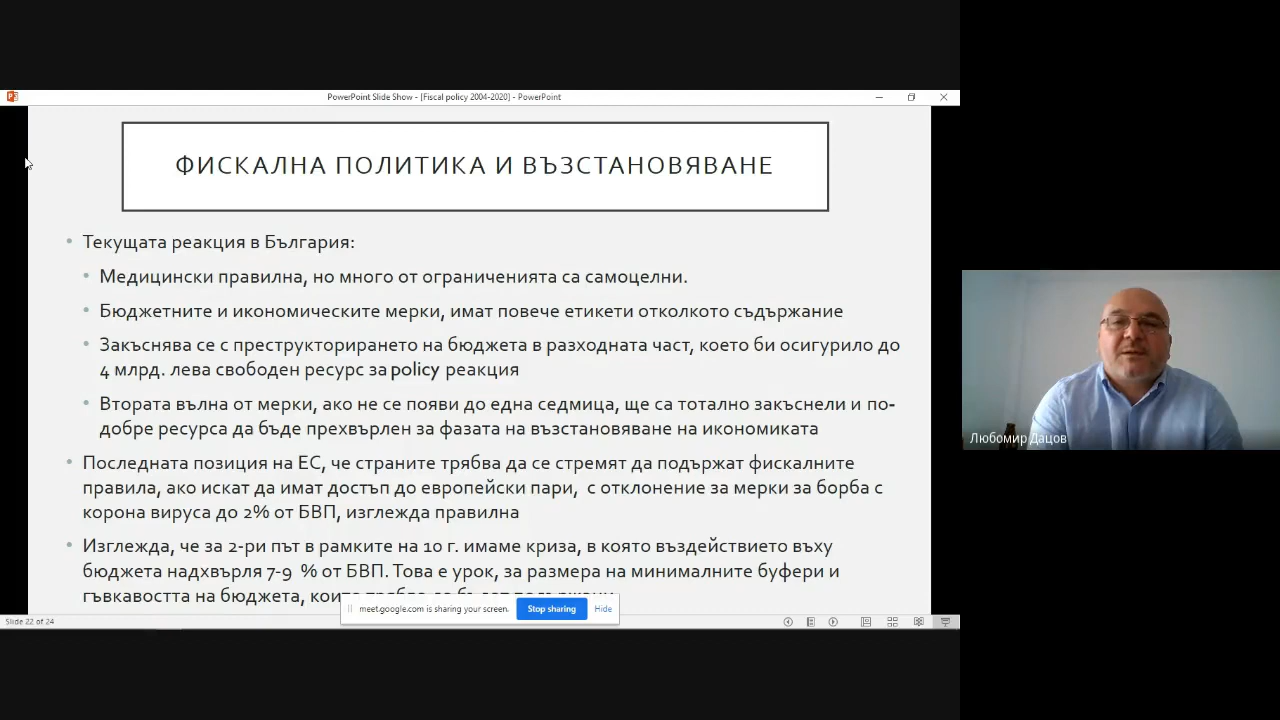 PowerPoint Slide Show - [Fiscal policy 2004-2020] - PowerPoint
ФИСКАЛНА ПОЛИТИКА И ВЪЗСТАНОВЯВАНЕ
• Текущата реакция в България:
• Медицински правилна, но много от ограниченията са самоцелни.
• Бюджетните и икономическите мерки, имат повече етикети отколкото съдържание
• Закъснява се с преструкторирането на бюджета в разходната част, което би осигурило до
4 млрд. лева свободен ресурс за policy реакция
• Втората вълна от мерки, ако не се появи до една седмица, ще са тотално закъснели и по-
добре ресурса да бъде прехвърлен за фазата на възстановяване на икономиката
• Последната позиция на ЕС, че страните трябва да се стремят да подържат фискалните
правила, ако искат да имат достъп до европейски пари, с отклонение за мерки за борба с
корона вируса до 2% от БВП, изглежда правилна
• Изглежда, че за 2-ри път в рамките на 10 г. имаме криза, в която въздействието върху
бюджета надхвърля 7-9 % от БВП. Това е урок, за размера на минималните буфери и
гъвкавостта на бюджета,
meet.google.com is sharing your screen.
Stop sharing
Hide
Slide 22 of 24
Любомир Дацов